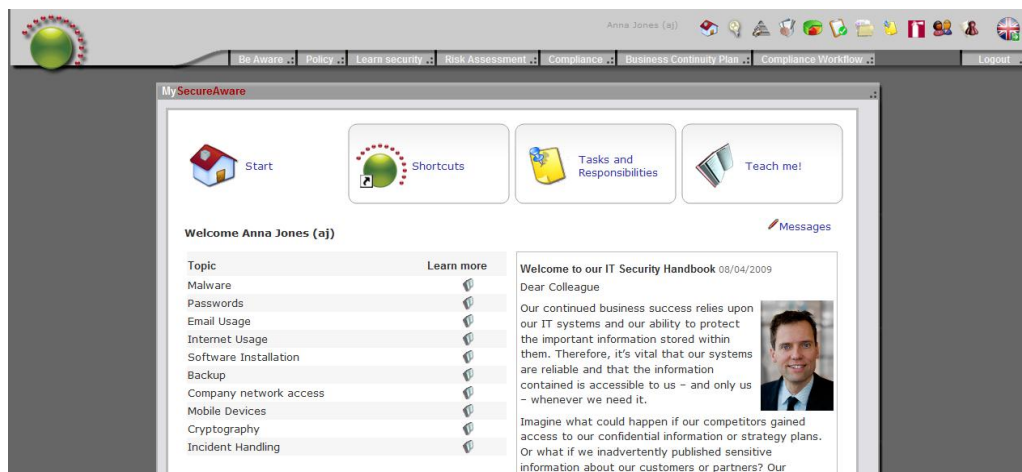 Anna Jones (aj)
Be Aware Policy Learn security Risk Assessment Compliance Business Continuity Plan Compliance Workflow Logout
MySecureAware
Start
Shortcuts
Tasks and
Responsibilities
Teach me!
Welcome Anna Jones (aj)
Messages
Topic Learn more
Malware
Passwords
Email Usage
Internet Usage
Software Installation
Backup
Company network access
Mobile Devices
Cryptography
Incident Handling
Welcome to our IT Security Handbook 08/04/2009
Dear Colleague
Our continued business success relies upon
our IT systems and our ability to protect
the important information stored within
them. Therefore, it's vital that our systems
are reliable and that the information
contained is accessible to us – and only us
– whenever we need it.
Imagine what could happen if our competitors gained
access to our confidential information or strategy plans.
Or what if we inadvertently published sensitive
information about our customers or partners? Our